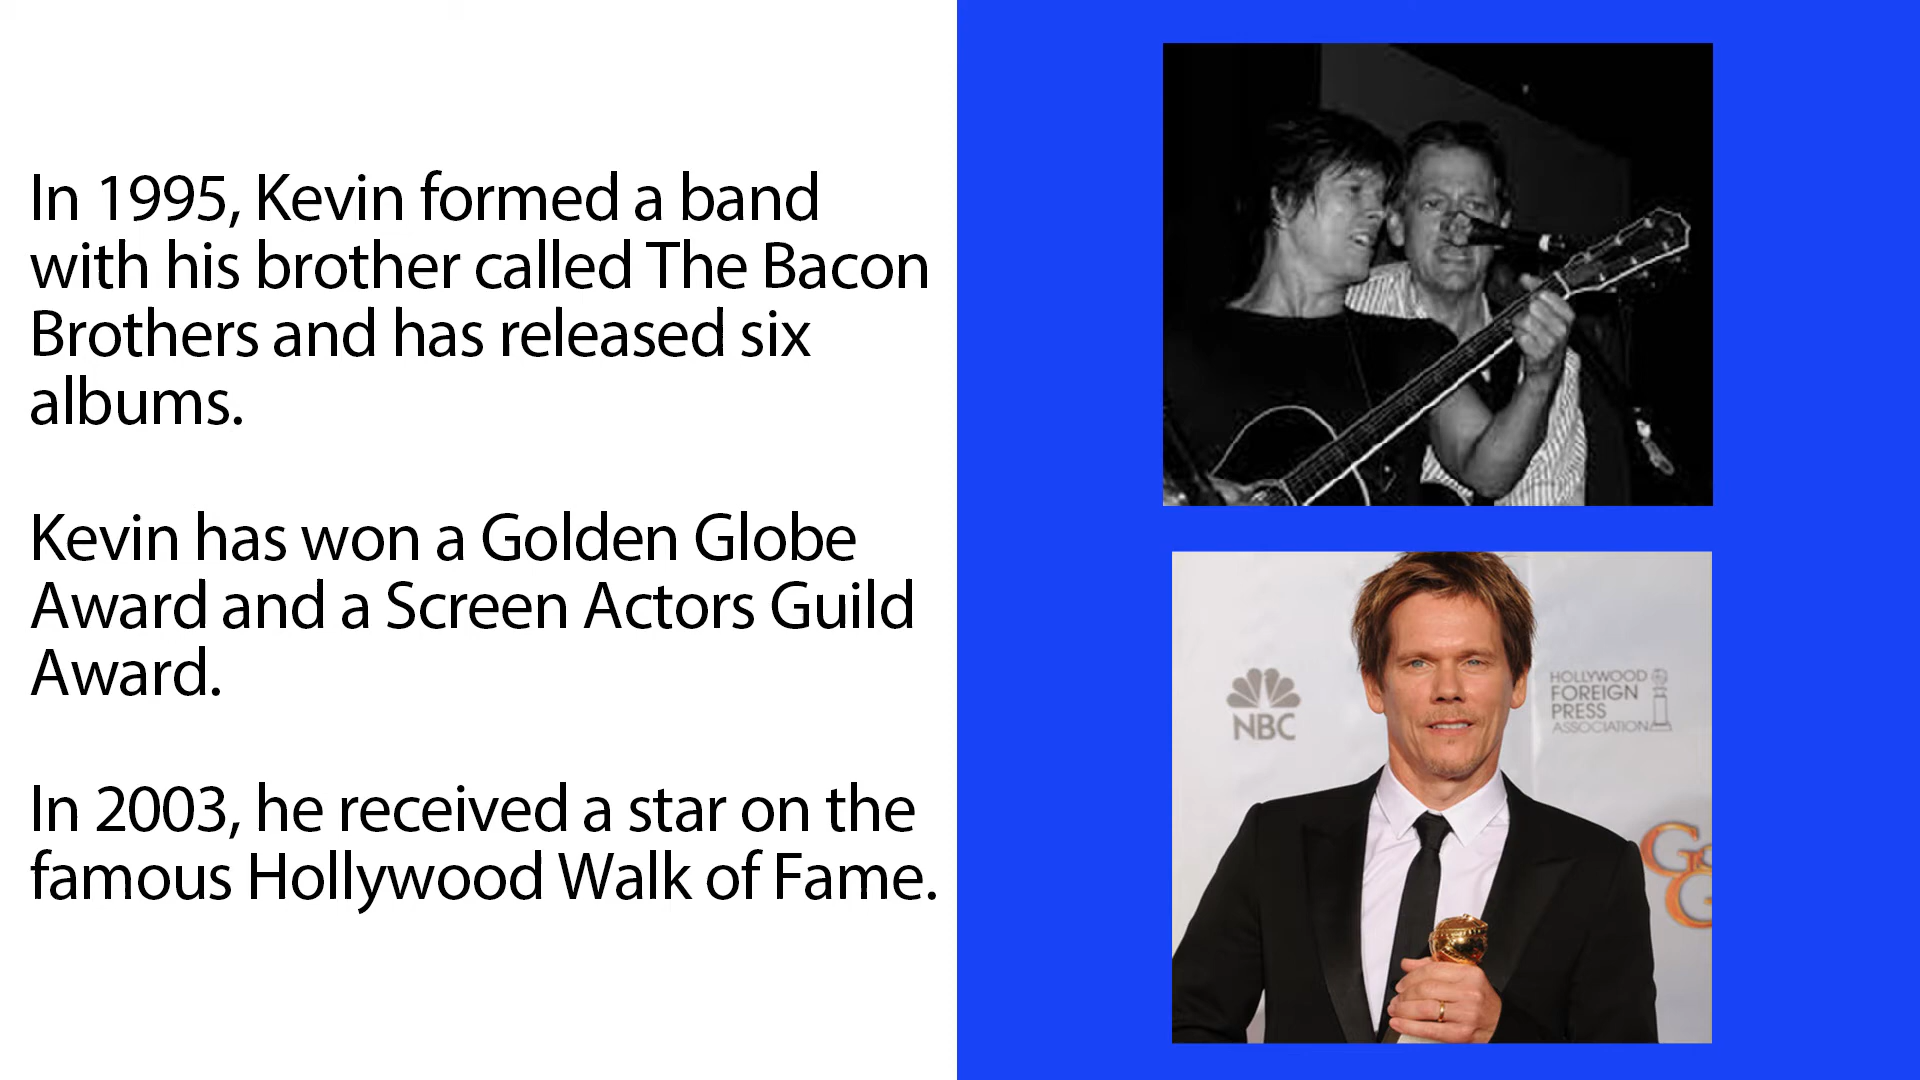 In 1995, Kevin formed a band
with his brother called The Bacon
Brothers and has released six
albums.
Kevin has won a Golden Globe
Award and a Screen Actors Guild
Award.
In 2003, he received a star on the
famous Hollywood Walk of Fame.
NBC
HOLLYWOOD
FOREIGN
PRESS
ASSOCIATION